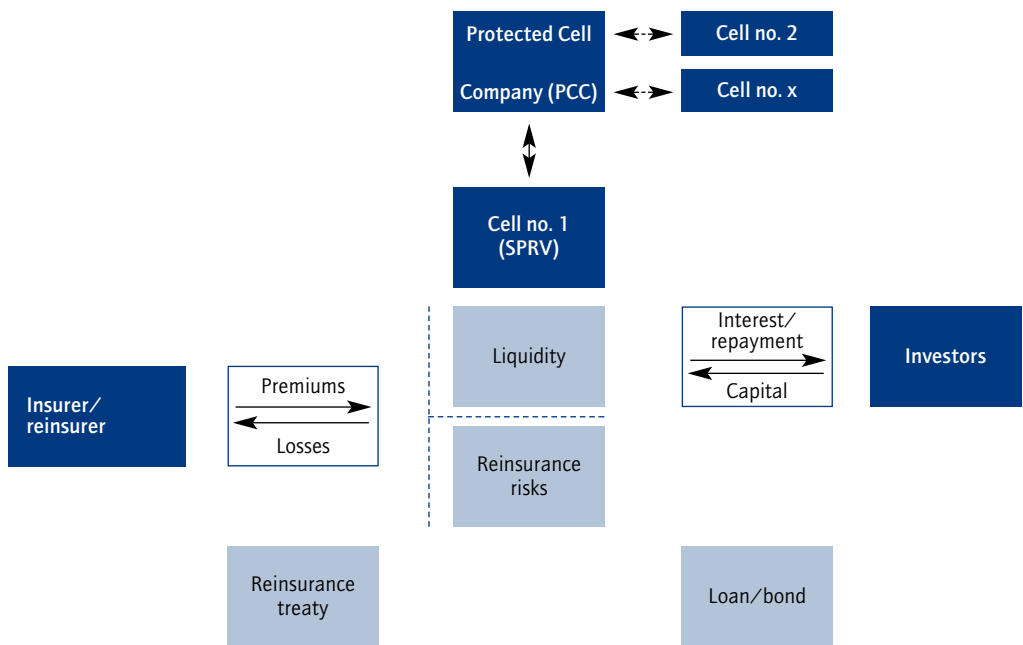 Protected Cell
Company (PCC)
Cell no. 2
Cell no. x
Cell no. 1
(SPRV)
Liquidity
Interest/
repayment
Capital
Investors
Insurer/
reinsurer
Premiums
Losses
Reinsurance
risks
Reinsurance
treaty
Loan/bond